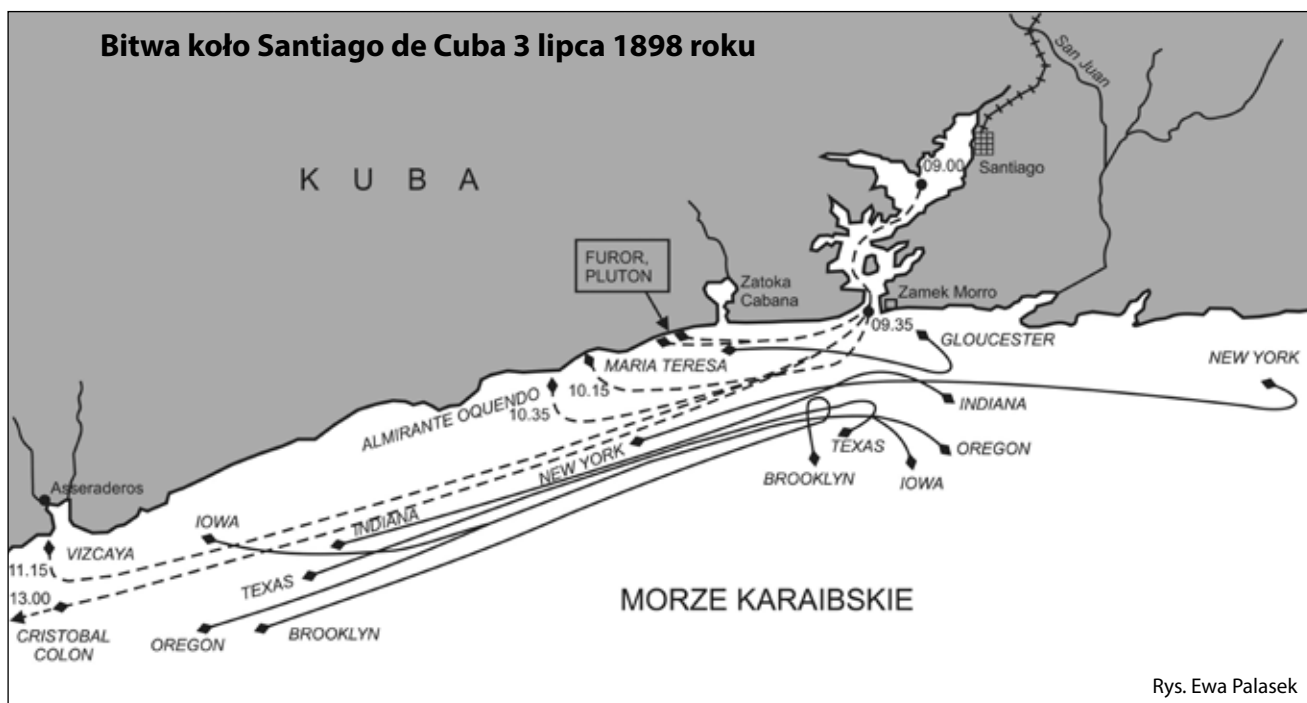 Bitwa koło Santiago de Cuba 3 lipca 1898 roku
San Juan
KUBA
09.00
Santiago
FUROR,
PLUTON
Zatoka
Cabana
Zamek Morro
09.35
GLOUCESTER
NEW YORK
MARIA TERESA
10.15
ALMIRANTE OQUENDO
10.35
INDIANA
NEW YORK
TEXAS
OREGON
BROOKLYN
IOWA
Asseraderos
IOWA
INDIANA
VIZCAYA
11.15
TEXAS
13.00
MORZE KARAIBSKIE
CRISTOBAL
COLON
OREGON
BROOKLYN
Rys. Ewa Palasek